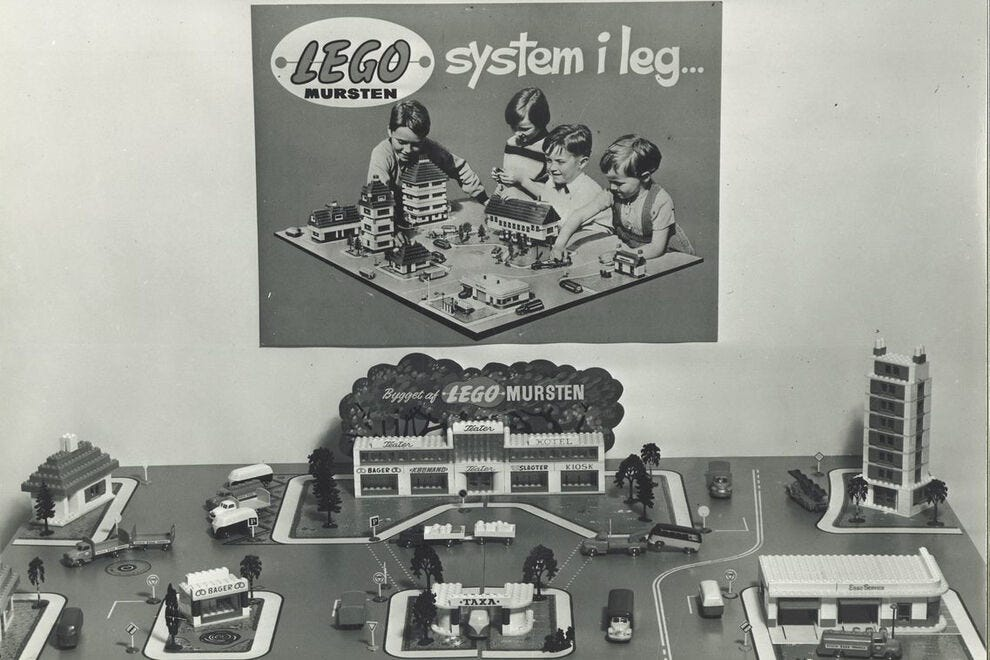 LEGO system i leg...
MURSTEN
Bygget af LEGO MURSTEN
Teater
Teater HOTEL
BAGER KØBMAND Teater SLAGTER KIOSK
BAGER
TAXA
Esso Service